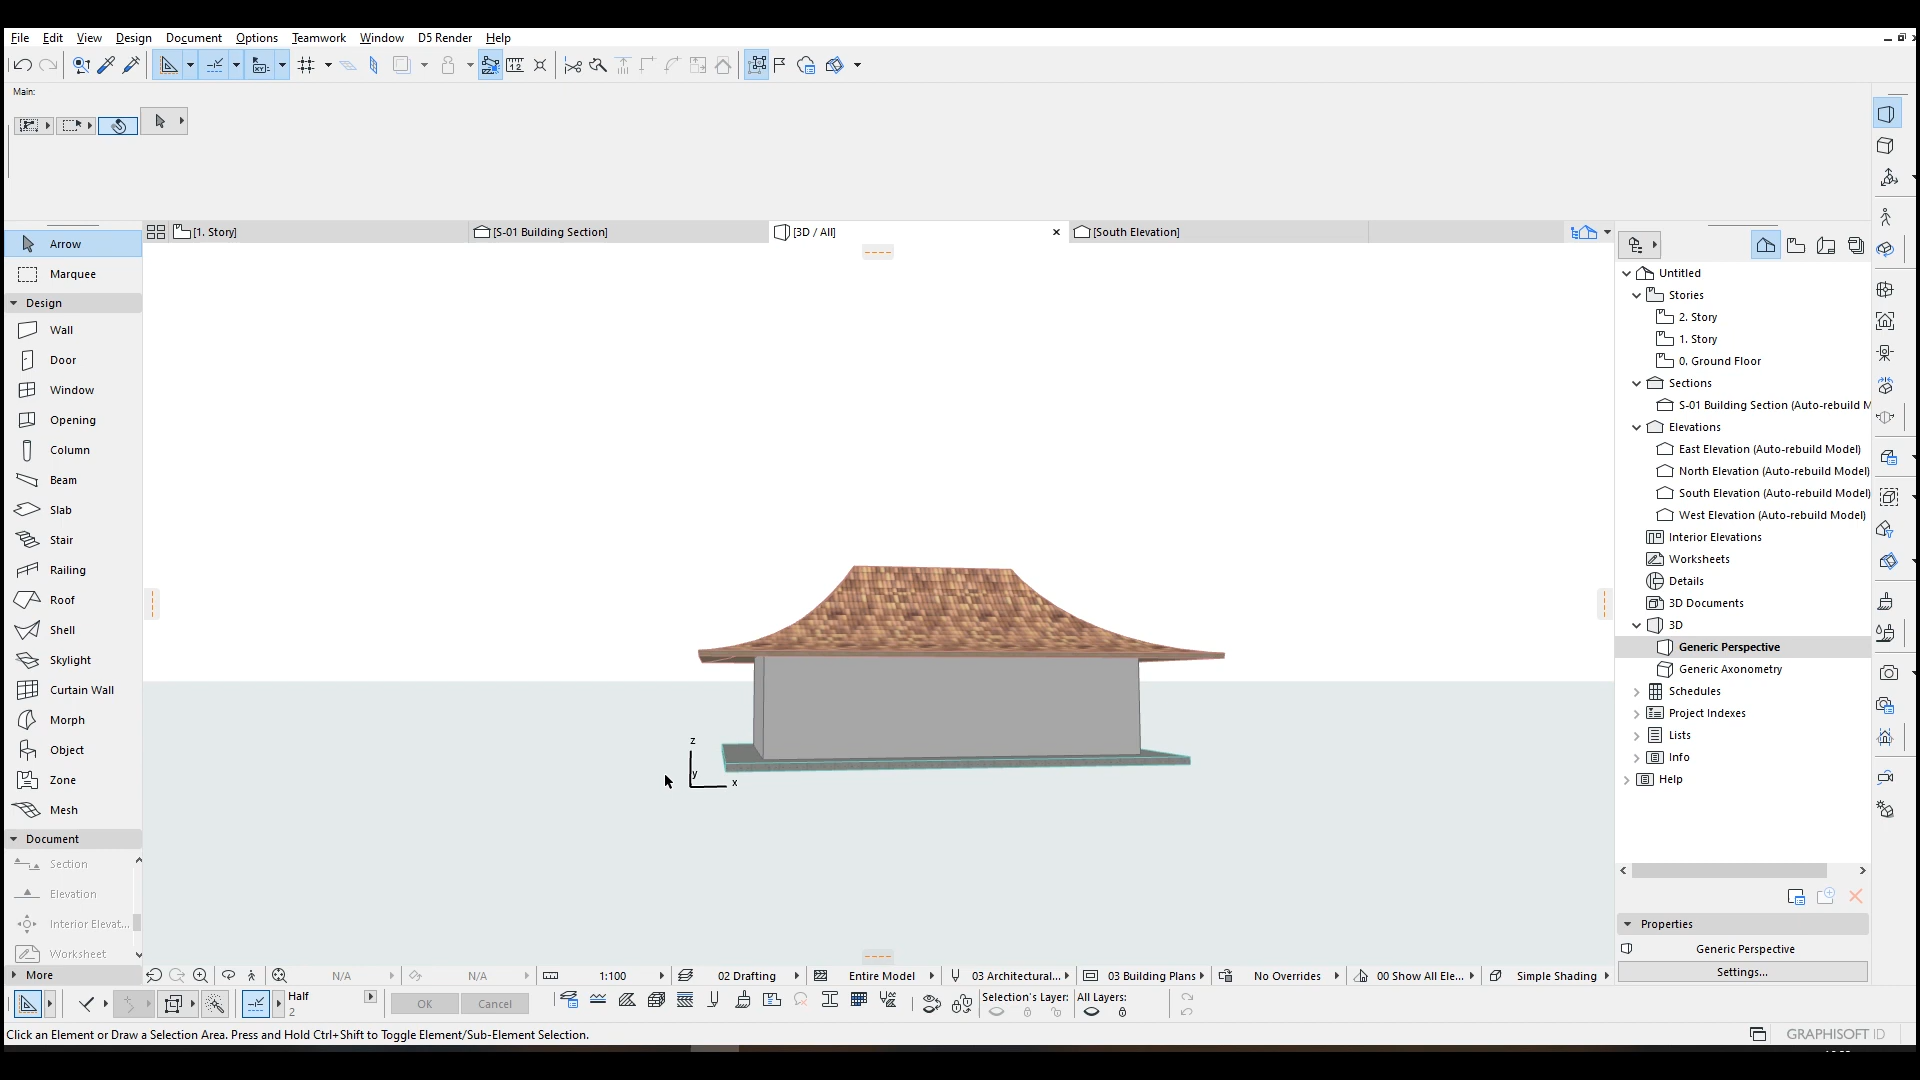 File Edit View Design Document Options Teamwork Window D5 Render Help
Main:
[1. Story]
[S-01 Building Section]
[3D / All]
[South Elevation]
Arrow
Marquee
Design
Wall
Door
Window
Opening
Column
Beam
Slab
Stair
Railing
Roof
Shell
Skylight
Curtain Wall
Morph
Object
Zone
Mesh
Document
Section
Elevation
Interior Elevat...
Worksheet
More
z
y
x
Untitled
Stories
2. Story
1. Story
0. Ground Floor
Sections
S-01 Building Section (Auto-rebuild M
Elevations
East Elevation (Auto-rebuild Model)
North Elevation (Auto-rebuild Model)
South Elevation (Auto-rebuild Model)
West Elevation (Auto-rebuild Model)
Interior Elevations
Worksheets
Details
3D Documents
3D
Generic Perspective
Generic Axonometry
Schedules
Project Indexes
Lists
Info
Help
Properties
Generic Perspective
Settings...
N/A N/A 1:100 02 Drafting Entire Model 03 Architectural... 03 Building Plans No Overrides 00 Show All Ele... Simple Shading
Half
2
OK
Cancel
Selection's Layer:
All Layers:
Click an Element or Draw a Selection Area. Press and Hold Ctrl+Shift to Toggle Element/Sub-Element Selection.
GRAPHISOFT ID